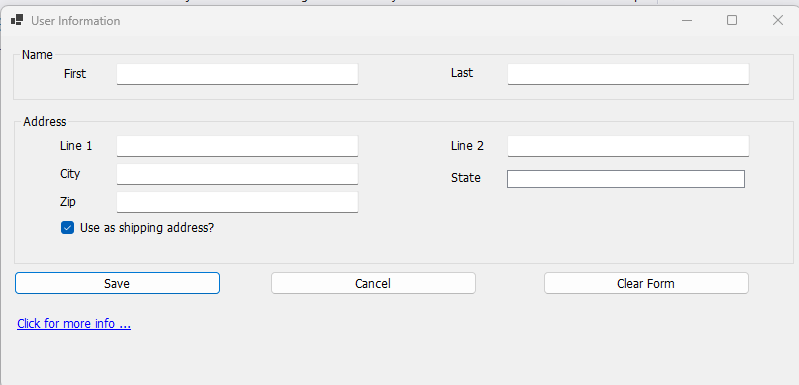 User Information
Name
First
Last
Address
Line 1
Line 2
City
State
Zip
Use as shipping address?
Save
Cancel
Clear Form
Click for more info ...